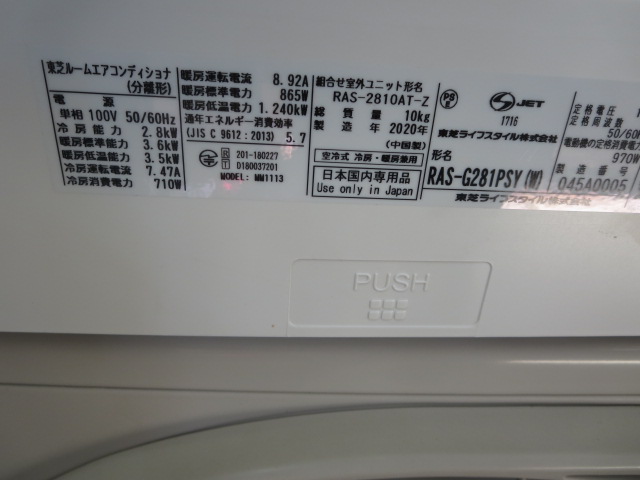 東芝ルームエアコンディショナ
(分離形)
電 源
単相 100V 50/60Hz
冷 房 能 力 2.8kW
暖房標準能力 3.6kW
暖房低温能力 3.5kW
冷房運転電流 7.47A
冷房消費電力 710W
暖房運転電流 8.92A
暖房標準電力 865W
暖房低温電力 1.240kW
通年エネルギー消費効率
(JIS C 9612:2013) 5.7
R 201-180227
T D180037201
MODEL: MM1113
組合せ室外ユニット形名
RAS-2810AT-Z
総 質 量 10kg
製 造 年 2020年
(中国製)
空冷式 冷房・暖房兼用
日本国内専用品
Use only in Japan
PS
E
JET
1716
東芝ライフスタイル株式会社
形名
RAS-G281PSY(W)
東芝ライフスタイル株式会社
定 格 電 圧
定格周波数 50/60H
電動機の定格消費電力
970W
製 造 番 号
045A0005
PUSH